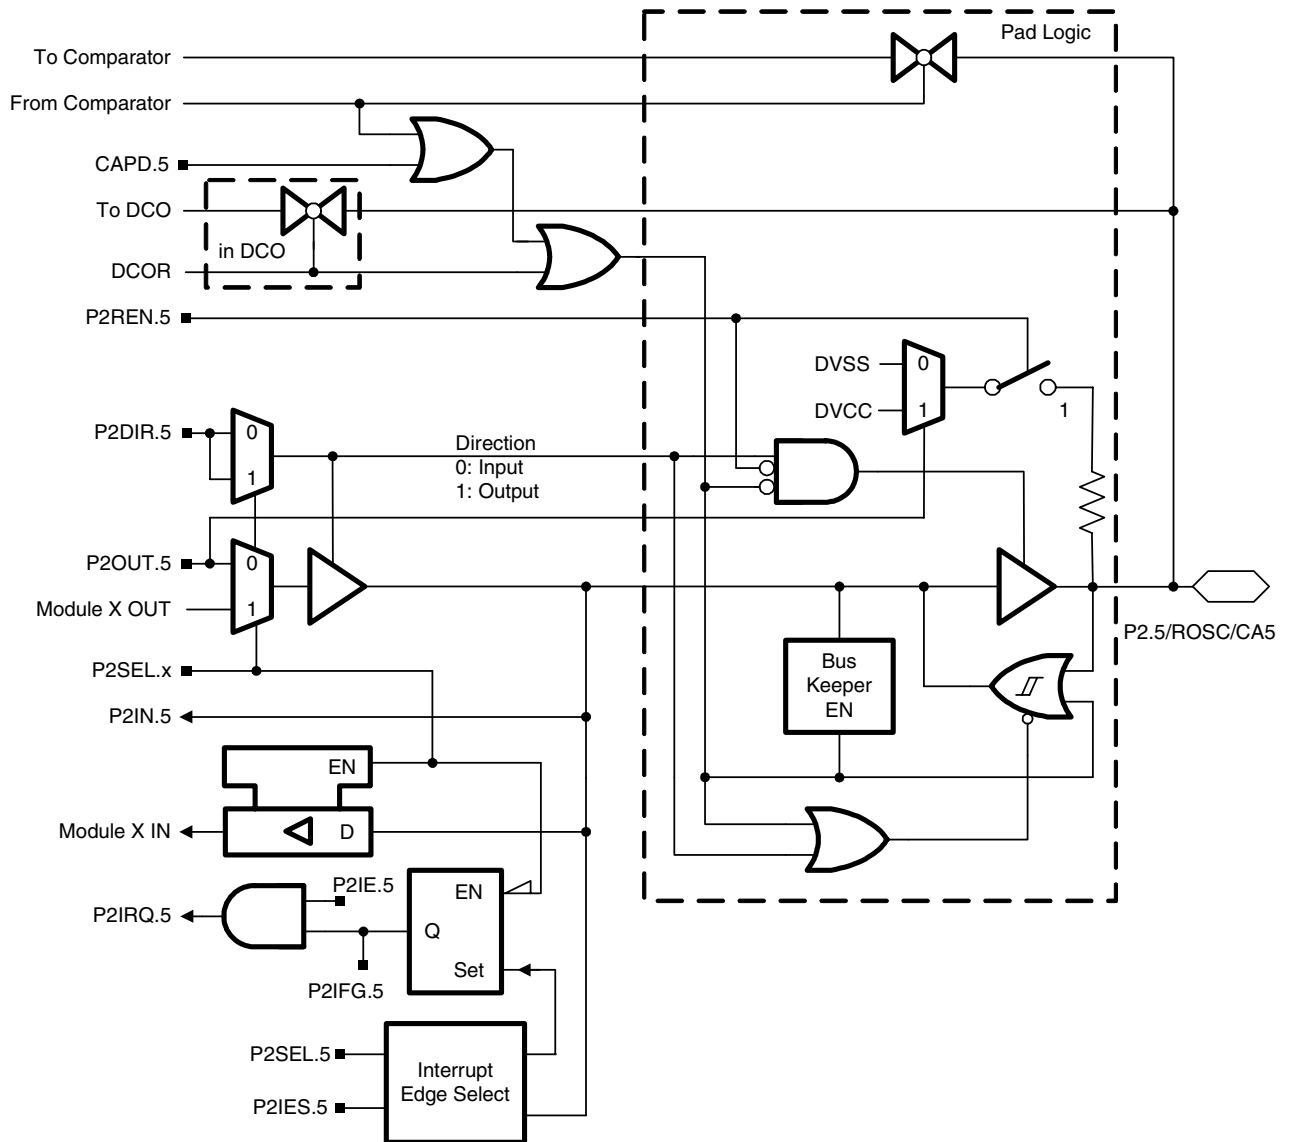 Pad Logic
To Comparator
From Comparator
CAPD.5
To DCO
in DCO
DCOR
P2REN.5
DVSS
0
DVCC
1
1
P2DIR.5
0
1
Direction
0: Input
1: Output
P2OUT.5
0
Module X OUT
1
P2.5/ROSC/CA5
P2SEL.x
Bus
Keeper
EN
P2IN.5
EN
Module X IN
D
P2IE.5
EN
P2IRQ.5
Q
Set
P2IFG.5
P2SEL.5
Interrupt
Edge Select
P2IES.5